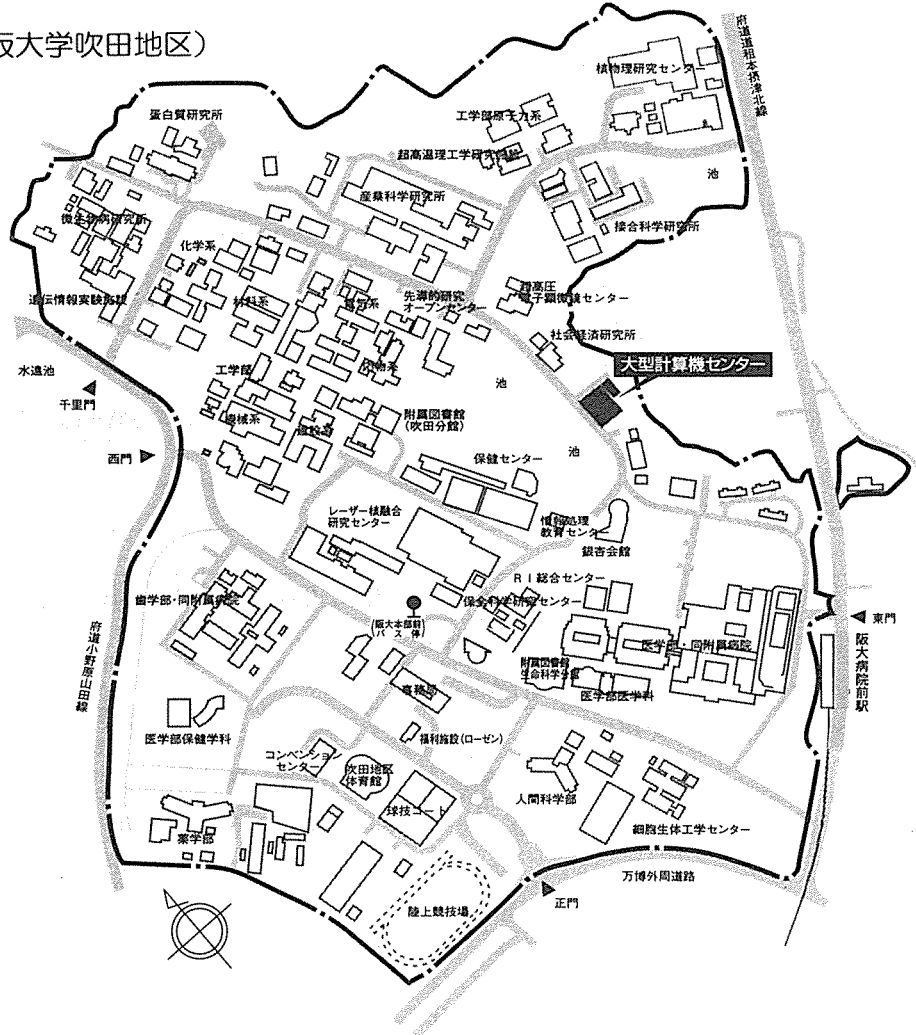 阪大学吹田地区）
府道道祖本摂津北線
核物理研究センター
蛋白質研究所
工学部原子力系
超高温理工学研究施設
池
産業科学研究所
微生物病研究所
接合科学研究所
化学系
超高圧
電子顕微鏡センター
遺伝情報実験施設
材料系
電気系
先導的研究
オープンセンター
社会経済研究所
大型計算機センター
水遠池
工学部
池
千里門
機械系
附属図書館
(吹田分館)
西門
保健センター
池
レーザー核融合
研究センター
情報処理
教育センター
銀杏会館
ＲＩ総合センター
歯学部・同附属病院
保全科学研究センター
(阪大本部前
バス停)
東門
医学部・同附属病院
阪大病院前駅
府道小野原山田線
附属図書館
生命科学分館
事務局
医学部医学科
医学部保健学科
福利施設(ローゼン)
コンベンション
センター
吹田地区
体育館
人間科学部
球技コート
薬学部
細胞生体工学センター
万博外周道路
陸上競技場
正門